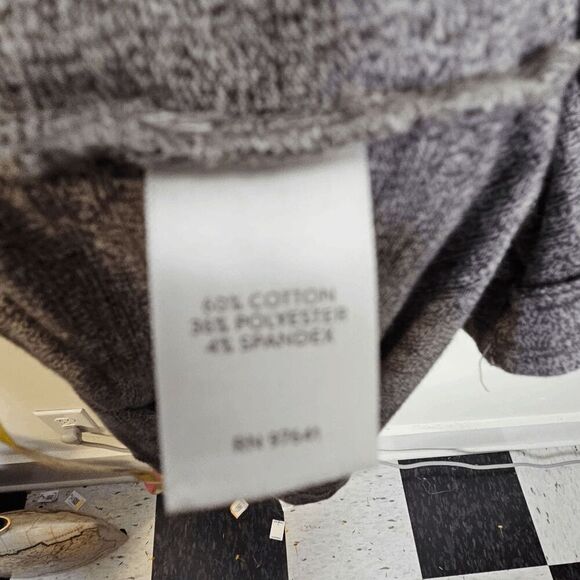 60% COTTON
36% POLYESTER
4% SPANDEX
RN 97641